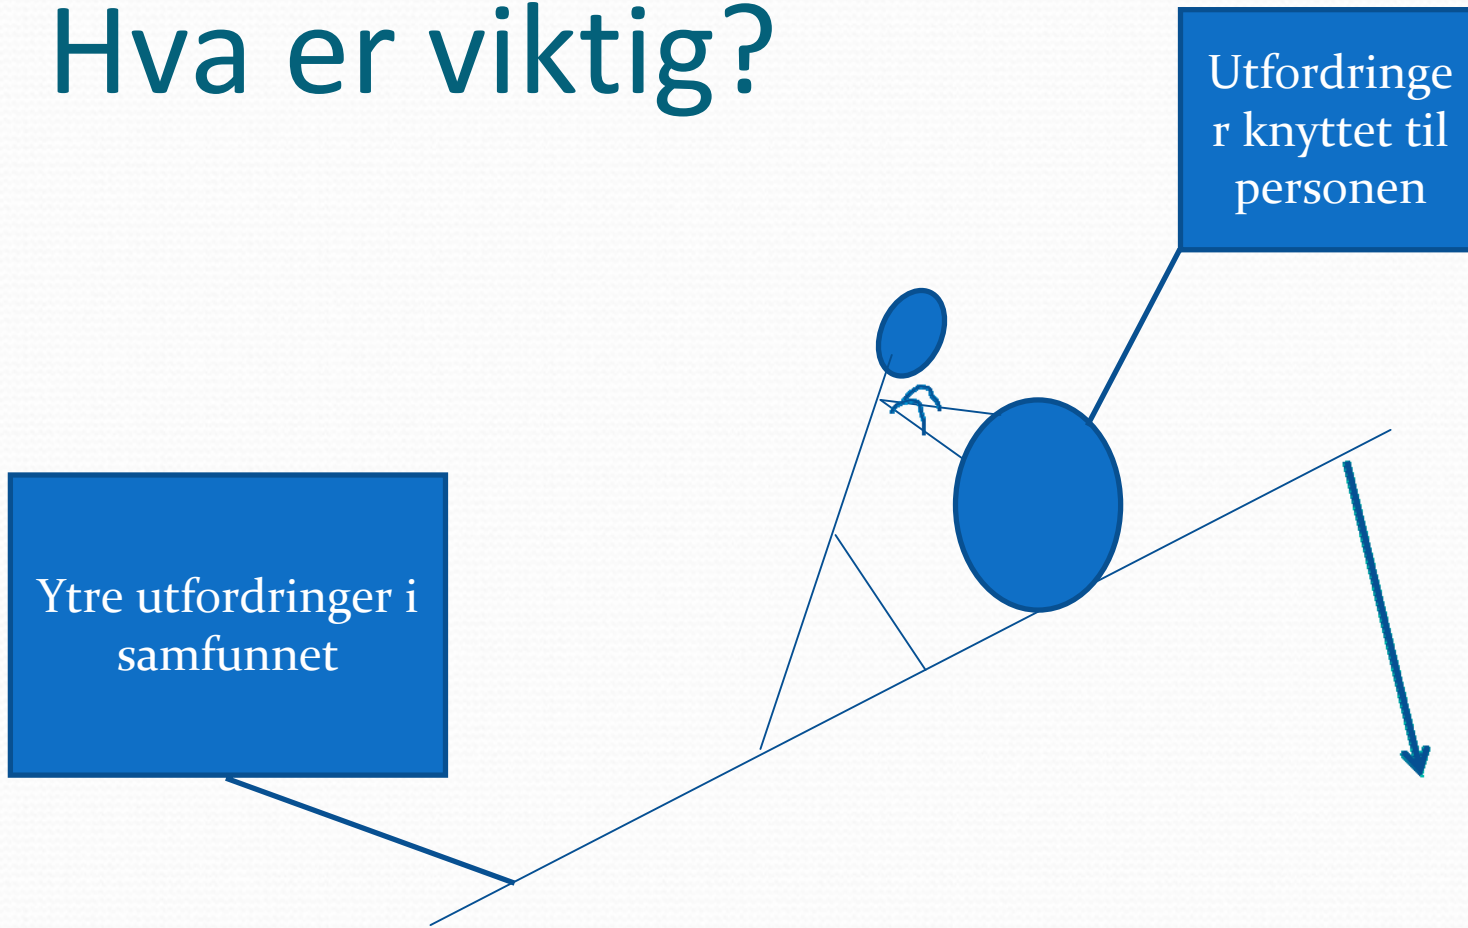 Hva er viktig?
Utfordringe
r knyttet til
personen
Ytre utfordringer i
samfunnet